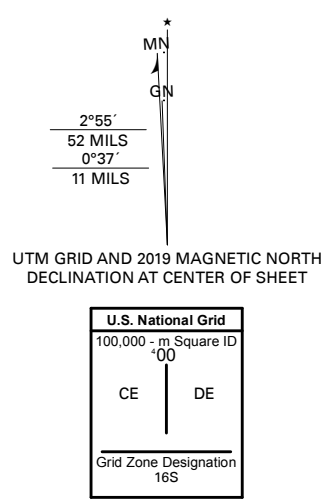 ★
MN
GN
2°55´
52 MILS
0°37´
11 MILS
UTM GRID AND 2019 MAGNETIC NORTH
DECLINATION AT CENTER OF SHEET
U.S. National Grid
100,000 - m Square ID
⁴00
CE DE
Grid Zone Designation
16S